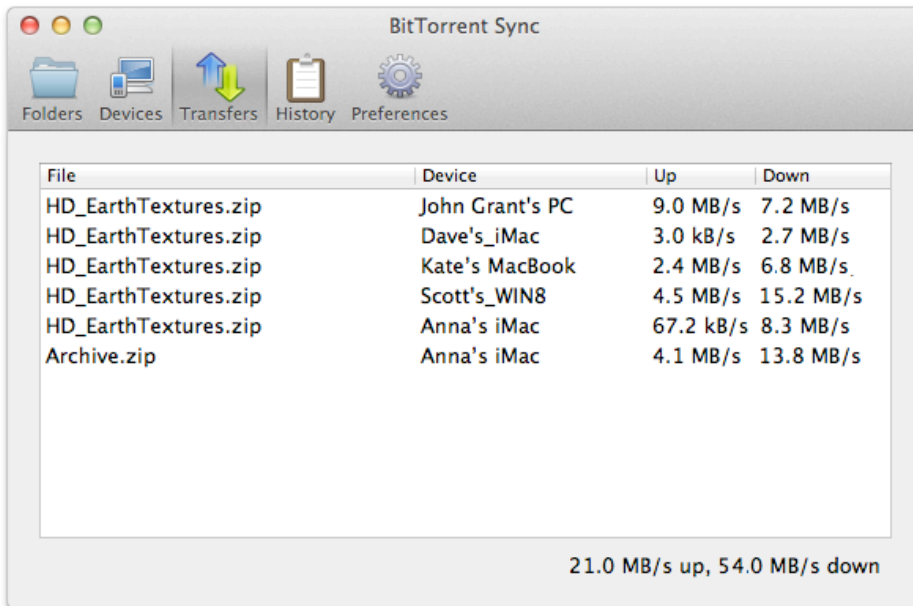 BitTorrent Sync
Folders Devices Transfers History Preferences
File Device Up Down
HD_EarthTextures.zip John Grant's PC 9.0 MB/s 7.2 MB/s
HD_EarthTextures.zip Dave's_iMac 3.0 kB/s 2.7 MB/s
HD_EarthTextures.zip Kate's MacBook 2.4 MB/s 6.8 MB/s
HD_EarthTextures.zip Scott's_WIN8 4.5 MB/s 15.2 MB/s
HD_EarthTextures.zip Anna's iMac 67.2 kB/s 8.3 MB/s
Archive.zip Anna's iMac 4.1 MB/s 13.8 MB/s
21.0 MB/s up, 54.0 MB/s down